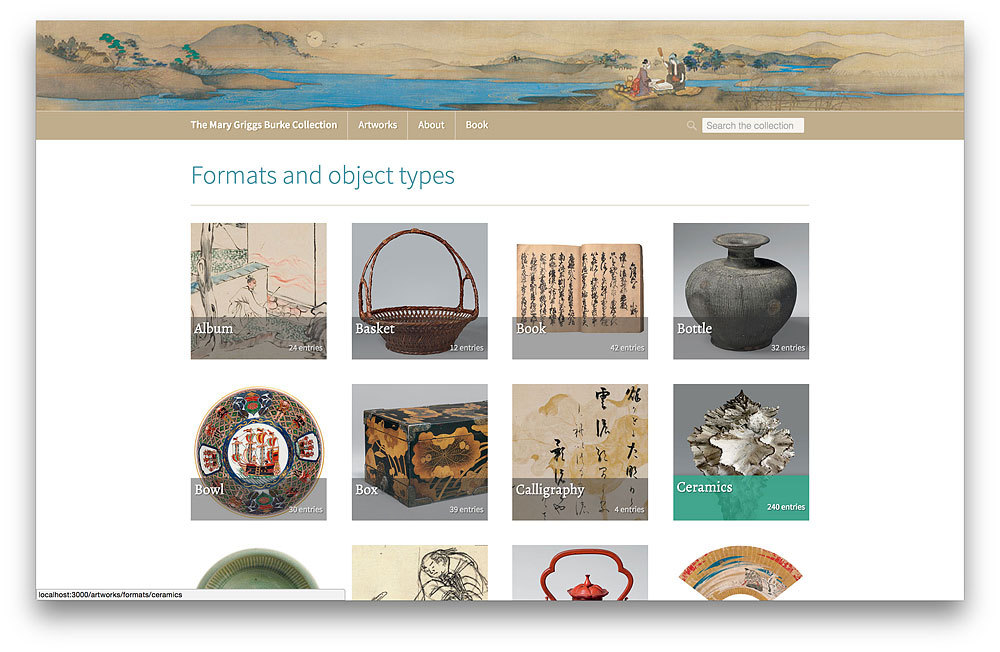 The Mary Griggs Burke Collection Artworks About Book Search the collection
Formats and object types
Album
24 entries
Basket
12 entries
Book
42 entries
Bottle
32 entries
Bowl
30 entries
Box
39 entries
Calligraphy
4 entries
Ceramics
240 entries
localhost:3000/artworks/formats/ceramics